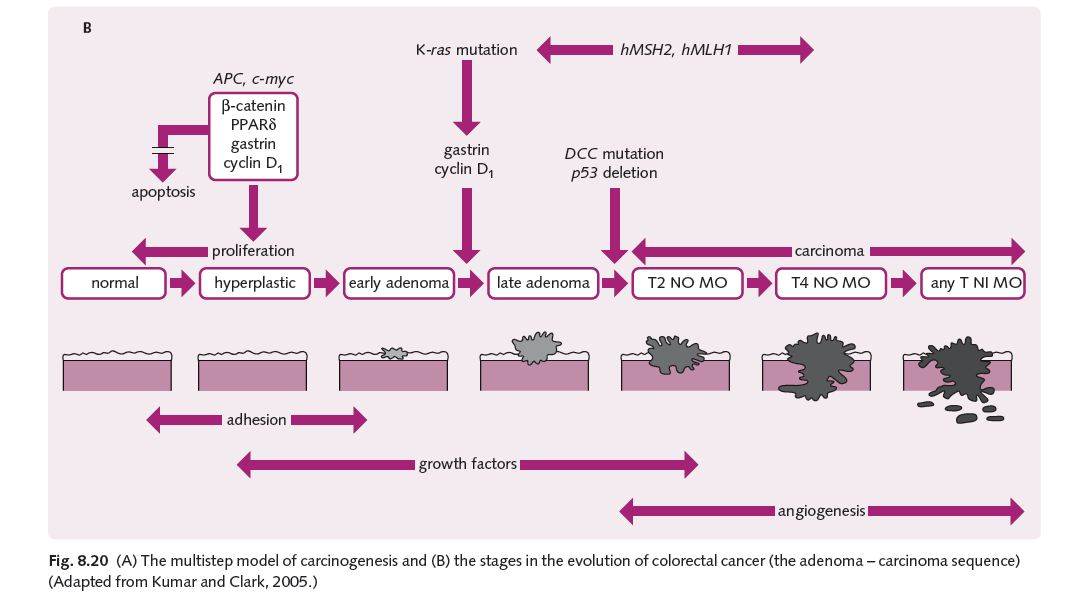 B
K-ras mutation
hMSH2, hMLH1
APC, c-myc
β-catenin
PPARδ
gastrin
cyclin D1
apoptosis
gastrin
cyclin D1
DCC mutation
p53 deletion
proliferation
carcinoma
normal
hyperplastic
early adenoma
late adenoma
T2 NO MO
T4 NO MO
any T NI MO
adhesion
growth factors
angiogenesis
Fig. 8.20 (A) The multistep model of carcinogenesis and (B) the stages in the evolution of colorectal cancer (the adenoma – carcinoma sequence)
(Adapted from Kumar and Clark, 2005.)